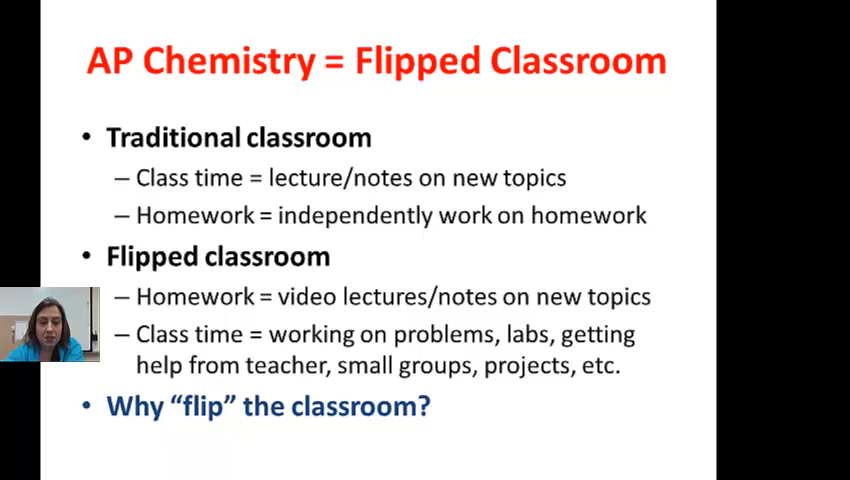 AP Chemistry = Flipped Classroom
• Traditional classroom
– Class time = lecture/notes on new topics
– Homework = independently work on homework
• Flipped classroom
– Homework = video lectures/notes on new topics
– Class time = working on problems, labs, getting
help from teacher, small groups, projects, etc.
• Why “flip” the classroom?